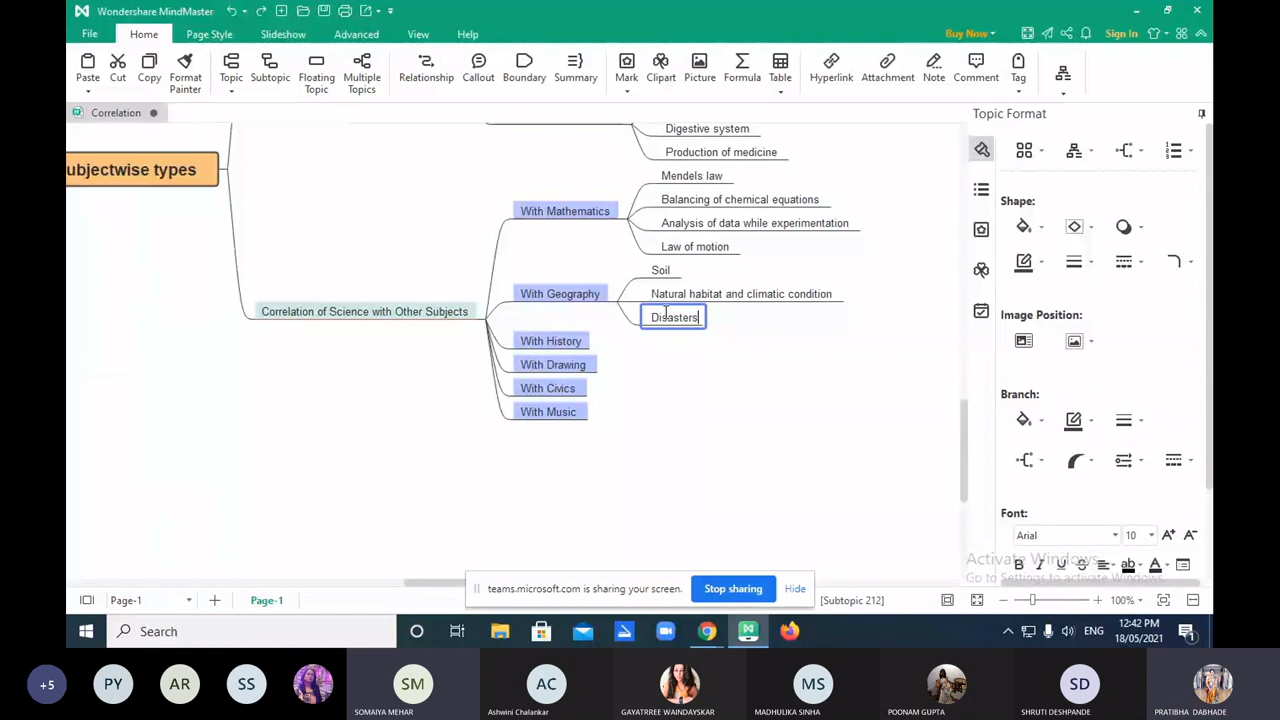 Wondershare MindMaster
File Home Page Style Slideshow Advanced View Help Buy Now Sign In
Paste Cut Copy Format Painter Topic Subtopic Floating Topic Multiple Topics Relationship Callout Boundary Summary Mark Clipart Picture Formula Table Hyperlink Attachment Note Comment Tag
Correlation
Topic Format
Digestive system
Production of medicine
ubjectwise types
Mendels law
With Mathematics
Balancing of chemical equations
Analysis of data while experimentation
Law of motion
Soil
With Geography
Natural habitat and climatic condition
Correlation of Science with Other Subjects
Disasters
With History
With Drawing
With Civics
With Music
Shape:
Image Position:
Branch:
Font:
Arial 10
Activate Windows
Go to Settings to activate Windows.
teams.microsoft.com is sharing your screen. Stop sharing Hide
Page-1 Page-1 [Subtopic 212] 100%
Search
ENG 12:42 PM
18/05/2021
1
+5 PY AR SS SM AC MS SD
SOMAIYA MEHAR Ashwini Chalankar GAYATRREE WAINDAYSKAR MADHULIKA SINHA POONAM GUPTA SHRUTI DESHPANDE PRATIBHA DABHADE